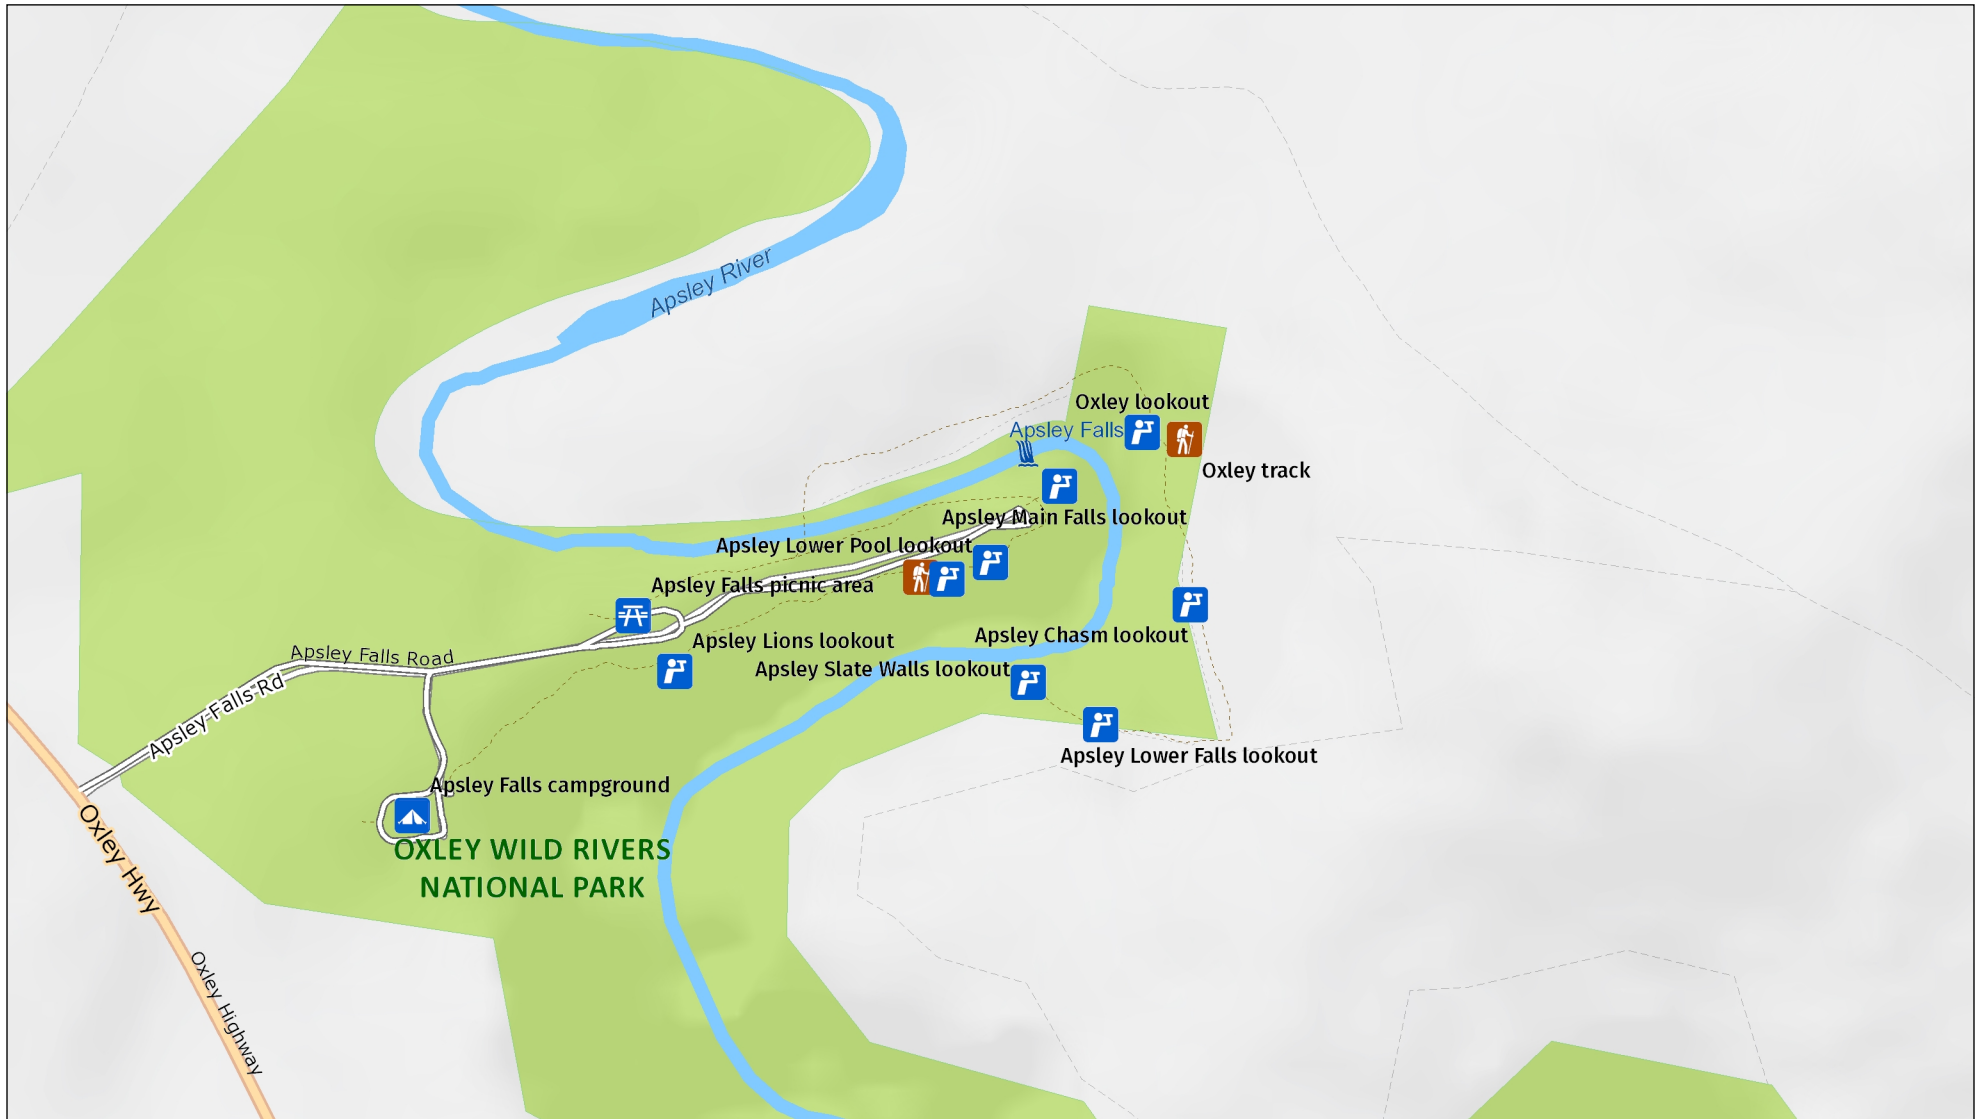 Apsley River
Oxley lookout
Apsley Falls
Oxley track
Apsley Main Falls lookout
Apsley Lower Pool lookout
Apsley Falls picnic area
Apsley Chasm lookout
Apsley Lions lookout
Apsley Falls Road
Apsley Slate Walls lookout
Apsley Falls Rd
Apsley Lower Falls lookout
Apsley Falls campground
OXLEY WILD RIVERS
NATIONAL PARK
Oxley Hwy
Oxley Highway